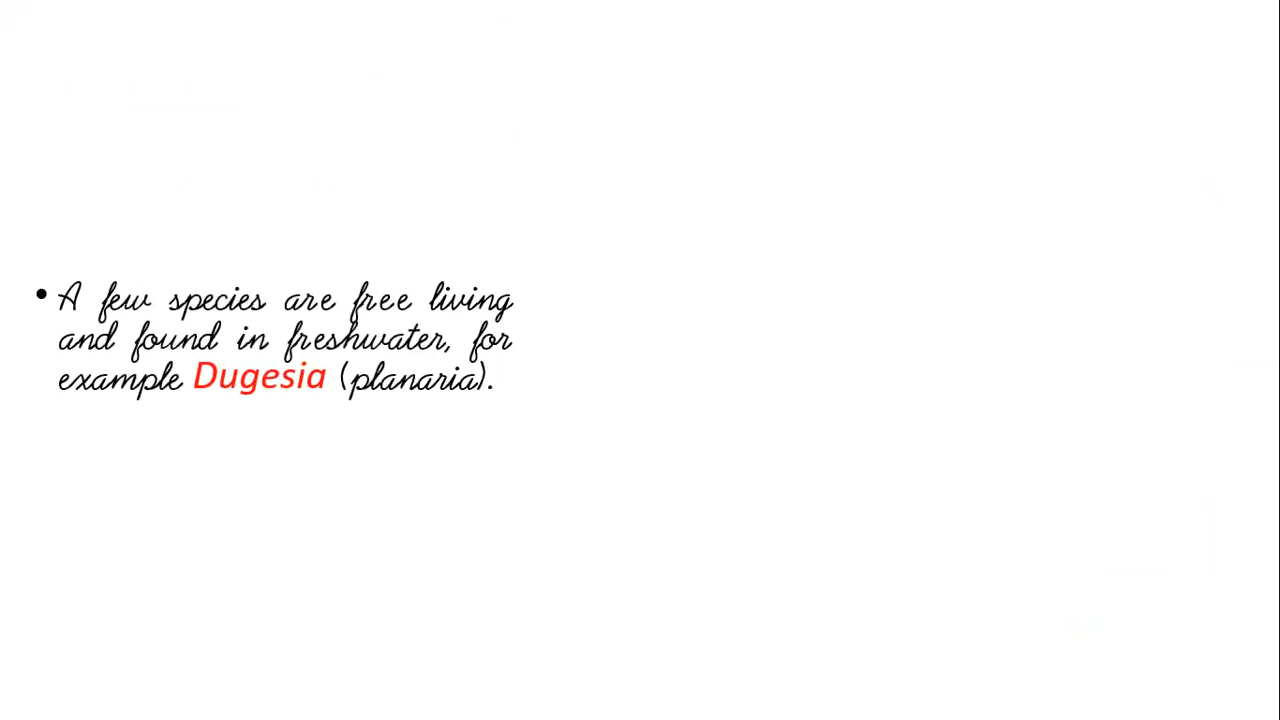 • A few species are free living
and found in freshwater, for
example Dugesia (planaria).